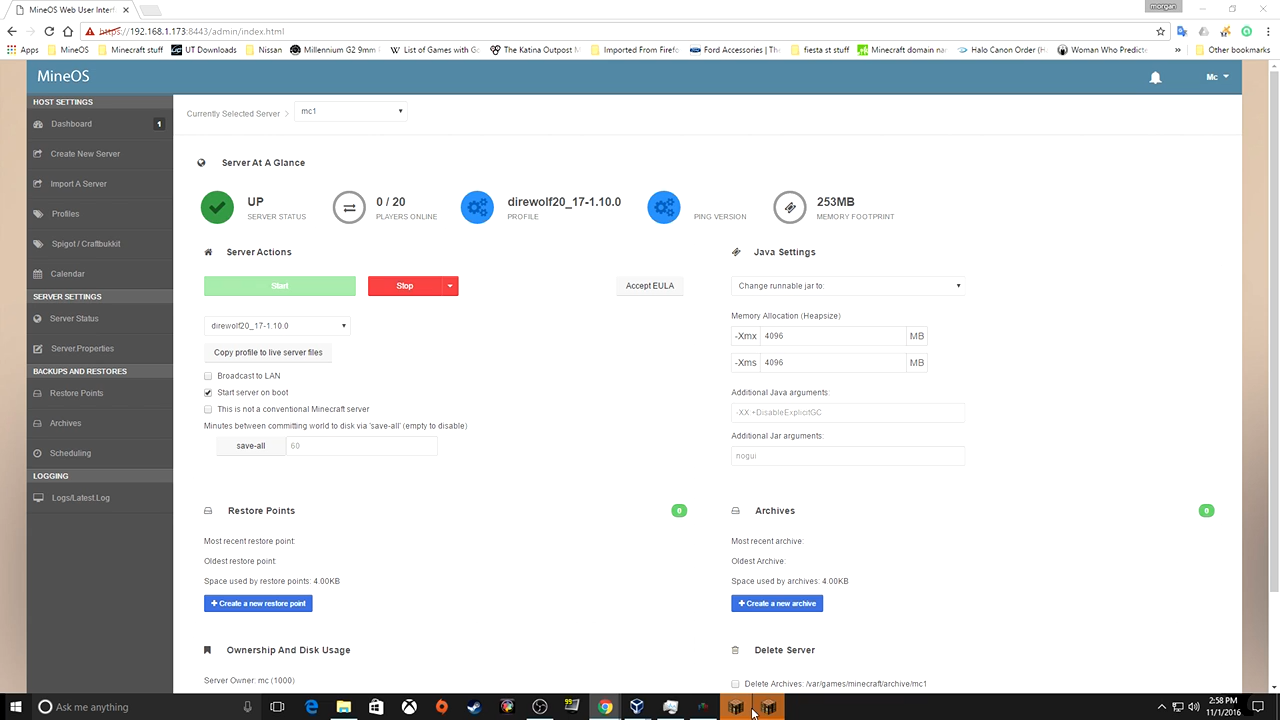 morgan
MineOS Web User Interf
https://192.168.1.173:8443/admin/index.html
Apps MineOS Minecraft stuff UT Downloads Nissan Millennium G2 9mm F List of Games with Go The Katina Outpost M Imported From Firefo Ford Accessories | The fiesta st stuff Minecraft domain nar Halo Canon Order (Ha Woman Who Predicte » Other bookmarks
MineOS
Mc
HOST SETTINGS
Dashboard 1
Create New Server
Import A Server
Profiles
Spigot / Craftbukkit
Calendar
SERVER SETTINGS
Server Status
Server.Properties
BACKUPS AND RESTORES
Restore Points
Archives
Scheduling
LOGGING
Logs/Latest.Log
Currently Selected Server mc1
Server At A Glance
UP
SERVER STATUS
0 / 20
PLAYERS ONLINE
direwolf20_17-1.10.0
PROFILE
PING VERSION
253MB
MEMORY FOOTPRINT
Server Actions
Start Stop Accept EULA
direwolf20_17-1.10.0
Copy profile to live server files
Broadcast to LAN
Start server on boot
This is not a conventional Minecraft server
Minutes between committing world to disk via 'save-all' (empty to disable)
save-all 60
Java Settings
Change runnable jar to:
Memory Allocation (Heapsize)
-Xmx 4096 MB
-Xms 4096 MB
Additional Java arguments:
-XX:+DisableExplicitGC
Additional Jar arguments:
nogui
Restore Points 0
Most recent restore point:
Oldest restore point:
Space used by restore points: 4.00KB
+ Create a new restore point
Archives 0
Most recent archive:
Oldest Archive:
Space used by archives: 4.00KB
+ Create a new archive
Ownership And Disk Usage
Server Owner: mc (1000)
Delete Server
Delete Archives: /var/games/minecraft/archive/mc1
Ask me anything
2:58 PM
11/1/2016